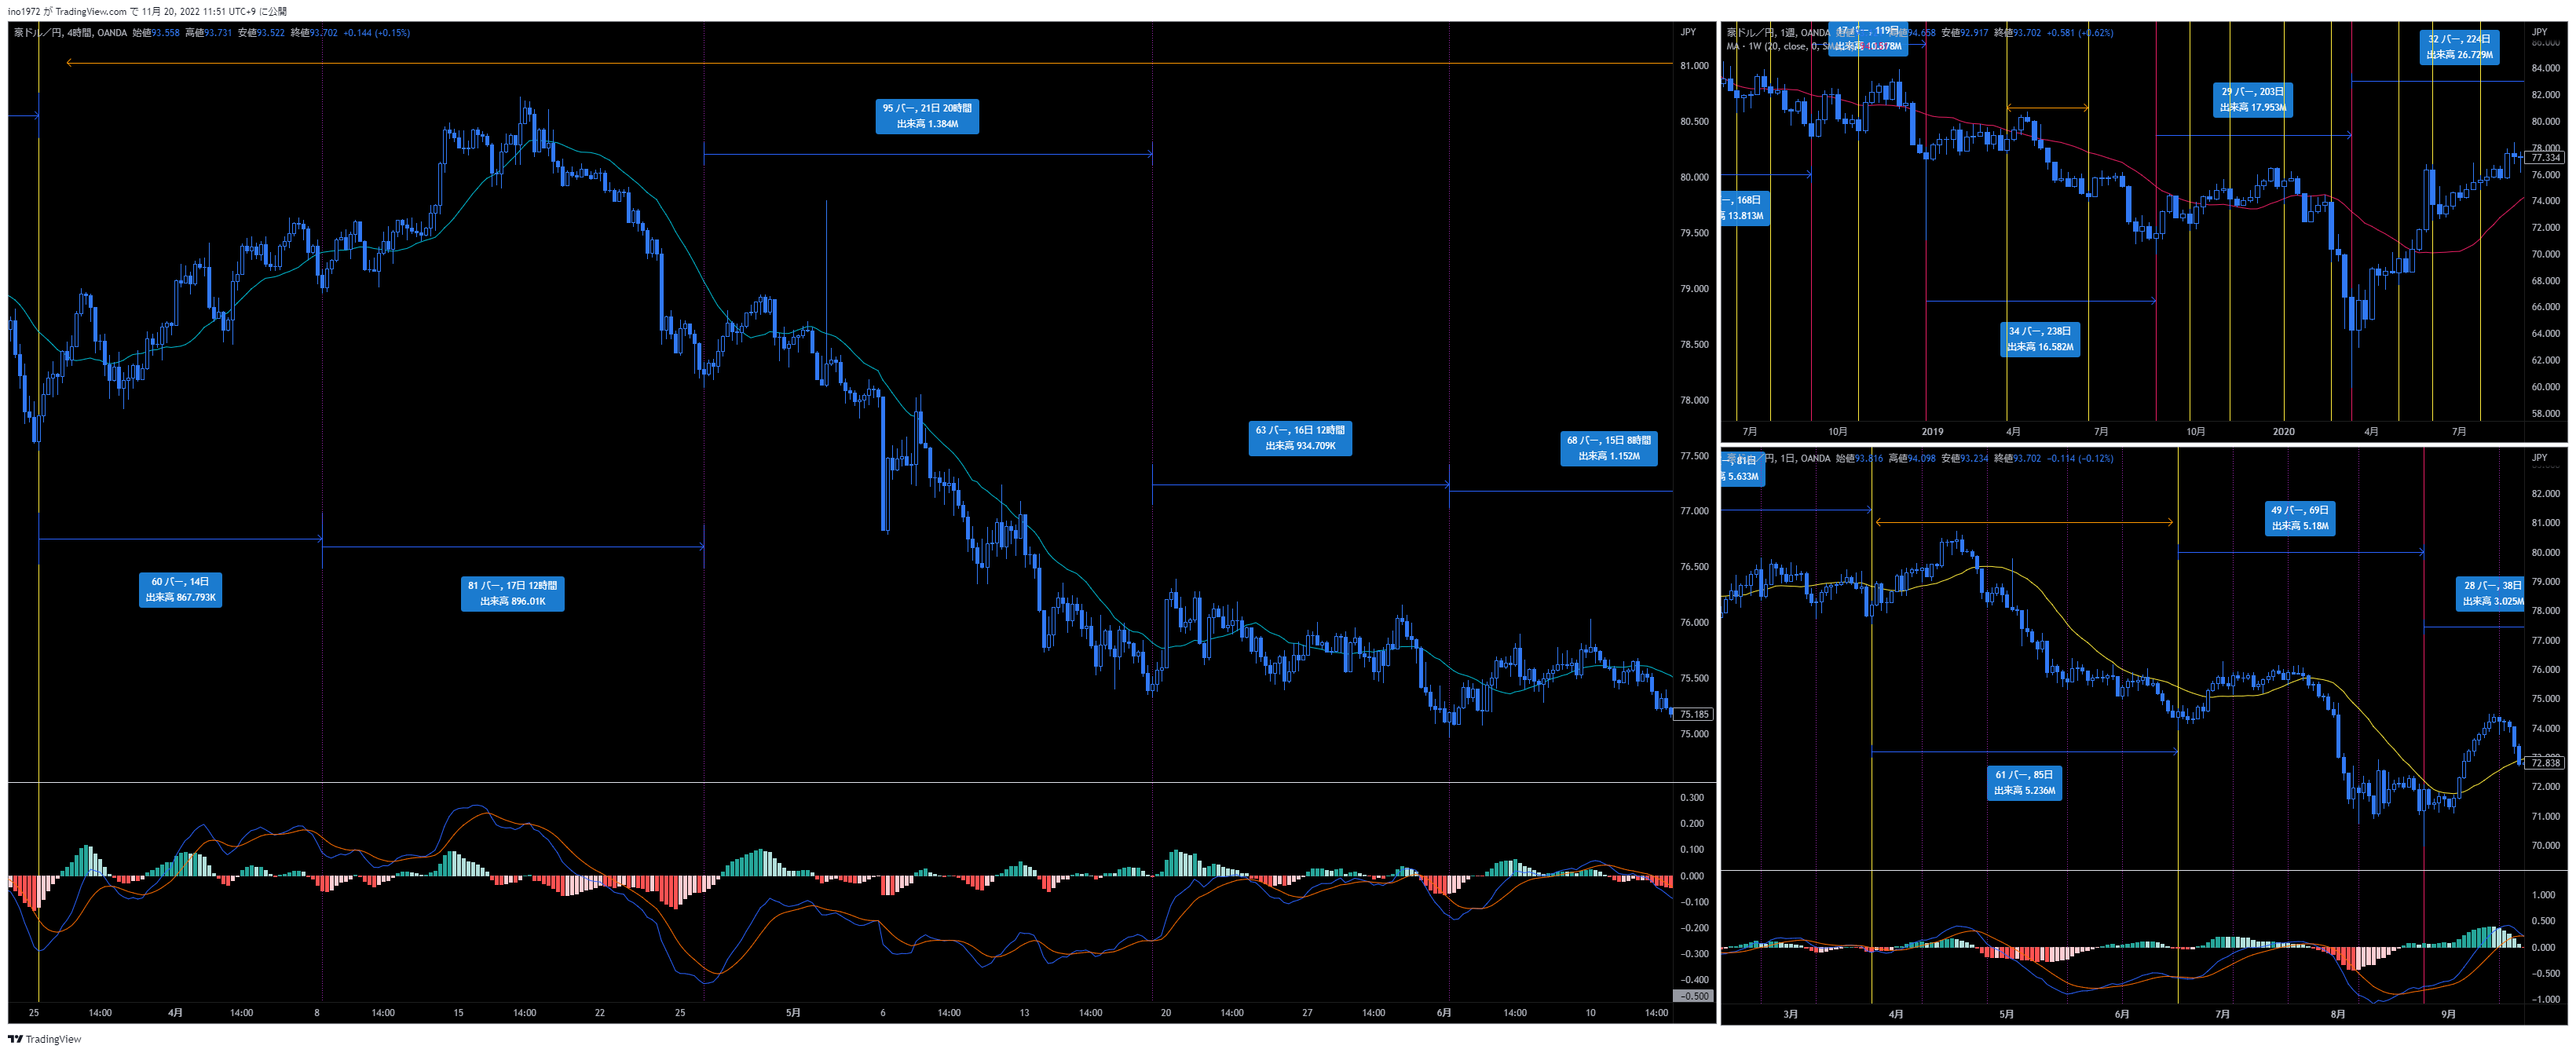 ino1972 が TradingView.com で 11月 20, 2022 11:51 UTC+9 に公開
豪ドル／円, 4時間, OANDA 始値93.558 高値93.731 安値93.522 終値93.702 +0.144 (+0.15%)
JPY
81.000
80.500
80.000
79.500
79.000
78.500
78.000
77.500
77.000
76.500
76.000
75.500
75.185
75.000
95 バー, 21日 20時間
出来高 1.384M
63 バー, 16日 12時間
出来高 934.709K
68 バー, 15日 8時間
出来高 1.152M
60 バー, 14日
出来高 867.793K
81 バー, 17日 12時間
出来高 896.01K
0.300
0.200
0.100
0.000
−0.100
−0.200
−0.300
−0.400
−0.500
25 14:00 4月 14:00 8 14:00 15 22 25 5月 6 14:00 13 14:00 20 14:00 27 14:00 6月 14:00 10 14:00
豪ドル／円, 1週, OANDA 安値92.917 終値93.702 +0.581 (+0.62%)
MA · 1W (20, close, 0,
17 バー, 119日
出来高 10.878M
JPY
84.000
82.000
80.000
78.000
77.334
76.000
74.000
72.000
70.000
68.000
66.000
64.000
62.000
60.000
58.000
32 バー, 224日
出来高 26.729M
29 バー, 203日
出来高 17.953M
168日
13.813M
34 バー, 238日
出来高 16.582M
7月 10月 2019 4月 7月 10月 2020 4月 7月
円, 1日, OANDA 始値93.816 高値94.098 安値93.234 終値93.702 −0.114 (−0.12%)
81日
5.633M
JPY
82.000
81.000
80.000
79.000
78.000
77.000
76.000
75.000
74.000
72.838
72.000
71.000
70.000
49 バー, 69日
出来高 5.18M
28 バー, 38日
出来高 3.025M
61 バー, 85日
出来高 5.236M
1.000
0.500
0.000
−0.500
−1.000
3月 4月 5月 6月 7月 8月 9月
TradingView